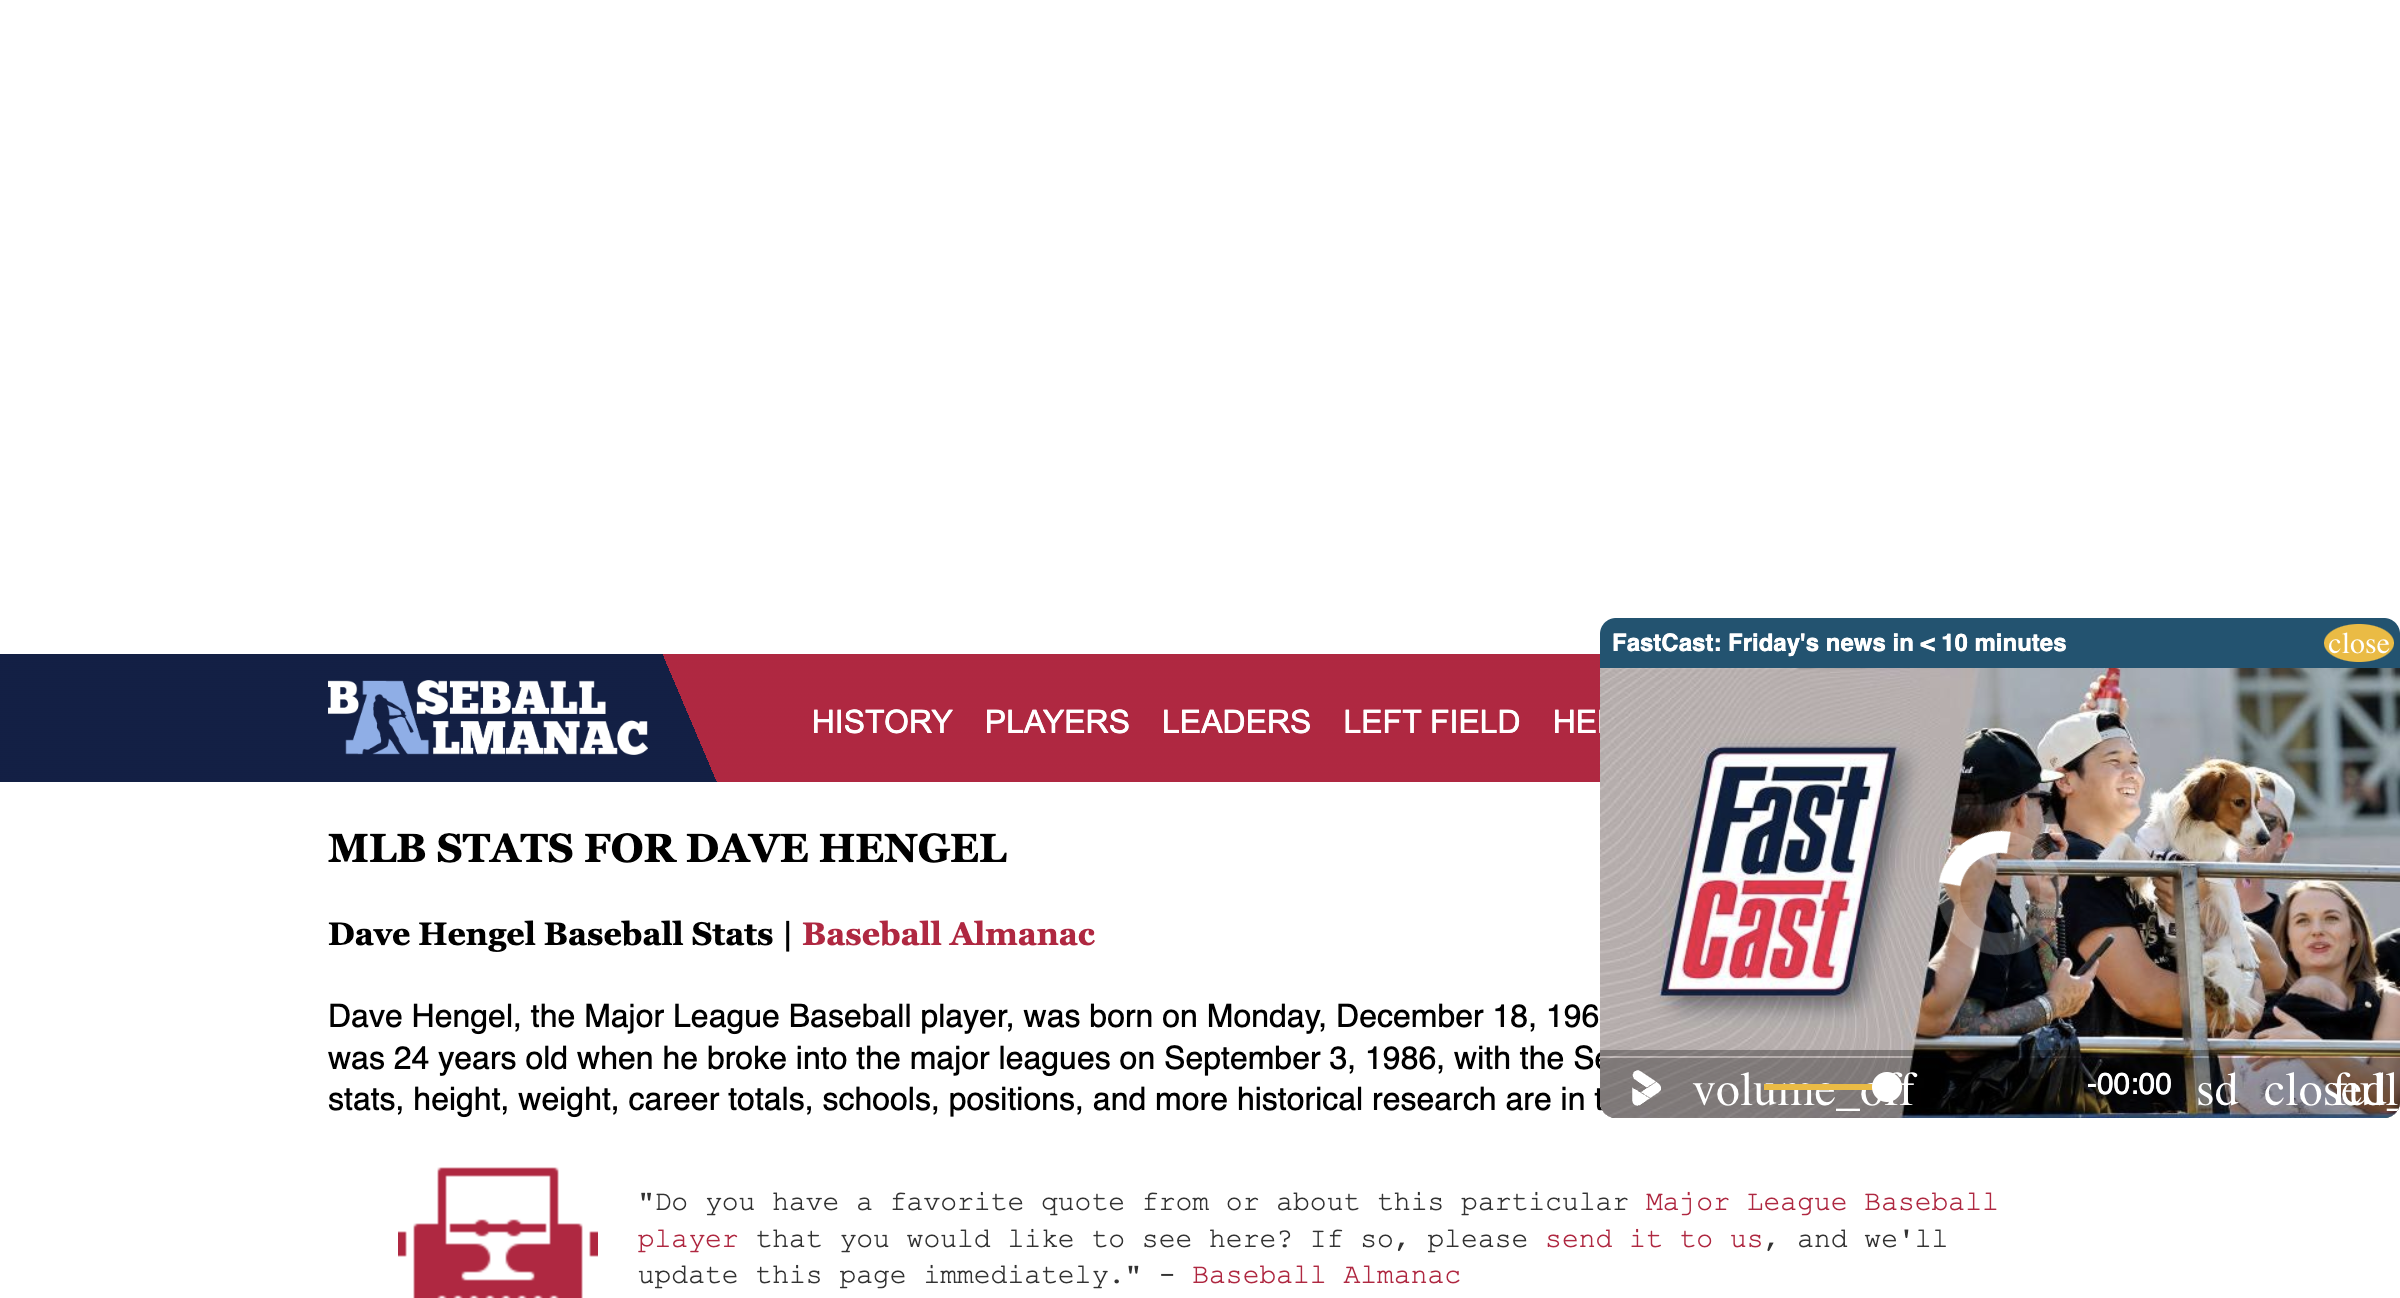 FastCast: Friday's news in < 10 minutes
close
BASEBALL
ALMANAC
HISTORY PLAYERS LEADERS LEFT FIELD
Fast
Cast
MLB STATS FOR DAVE HENGEL
Dave Hengel Baseball Stats | Baseball Almanac
Dave Hengel, the Major League Baseball player, was born on Monday, December 18, 196
was 24 years old when he broke into the major leagues on September 3, 1986, with the
stats, height, weight, career totals, schools, positions, and more historical research are in
volume_off -00:00 sd
"Do you have a favorite quote from or about this particular Major League Baseball
player that you would like to see here? If so, please send it to us, and we'll
update this page immediately." - Baseball Almanac